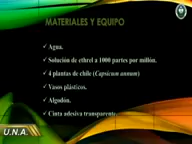 MATERIALES Y EQUIPO
✓ Agua.
✓ Solución de ethrel a 1000 partes por millón.
✓ 4 plantas de chile (Capsicum annum)
✓ Vasos plásticos.
✓ Algodón.
✓ Cinta adesiva transparente.
U.N.A.